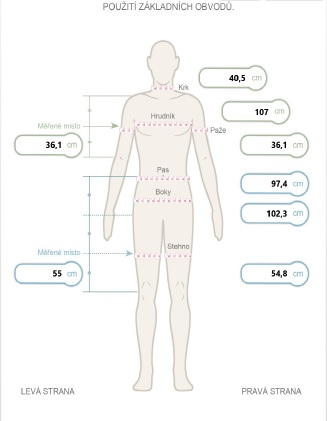 POUŽITÍ ZÁKLADNÍCH OBVODŮ.
Krk
40,5 cm
Hrudník
107 cm
Měřené místo
Paže
36,1 cm
36,1 cm
Pas
97,4 cm
Boky
102,3 cm
Stehno
Měřené místo
55 cm
54,8 cm
LEVÁ STRANA
PRAVÁ STRANA